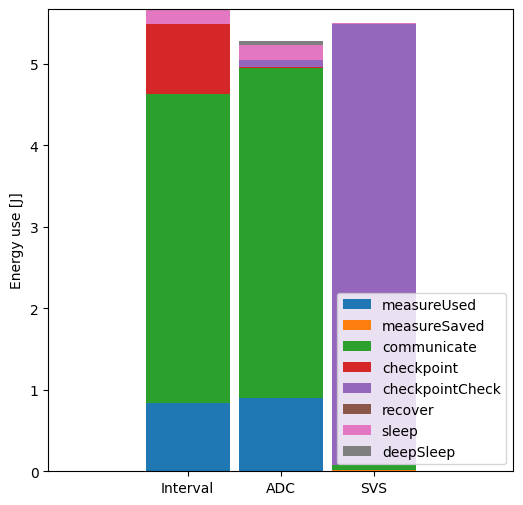 Energy use [J]
5
4
3
2
1
0
Interval ADC SVS
measureUsed
measureSaved
communicate
checkpoint
checkpointCheck
recover
sleep
deepSleep